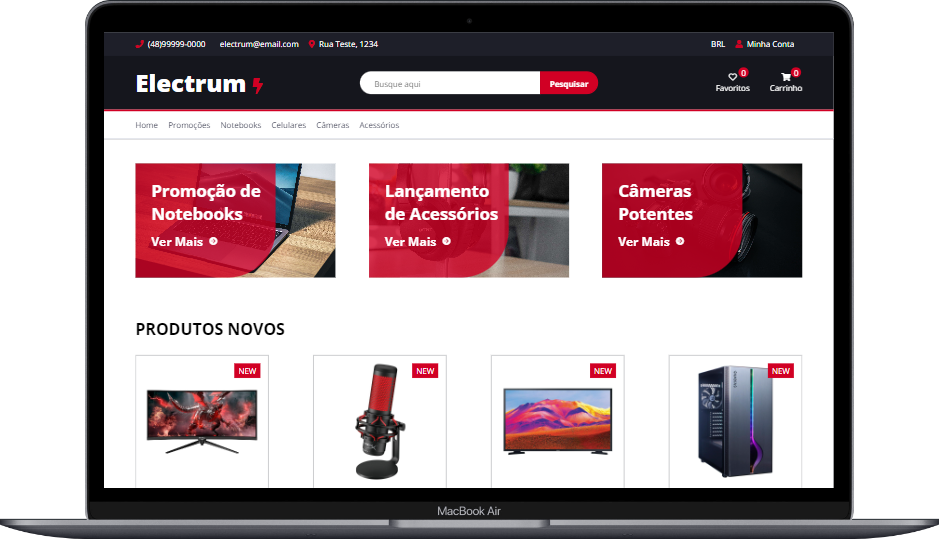 (48)99999-0000 electrum@email.com Rua Teste, 1234 BRL Minha Conta
Electrum Busque aqui Pesquisar 0 Favoritos 0 Carrinho
Home Promoções Notebooks Celulares Câmeras Acessórios
Promoção de
Notebooks
Ver Mais
Lançamento
de Acessórios
Ver Mais
Câmeras
Potentes
Ver Mais
PRODUTOS NOVOS
NEW NEW NEW NEW
MacBook Air